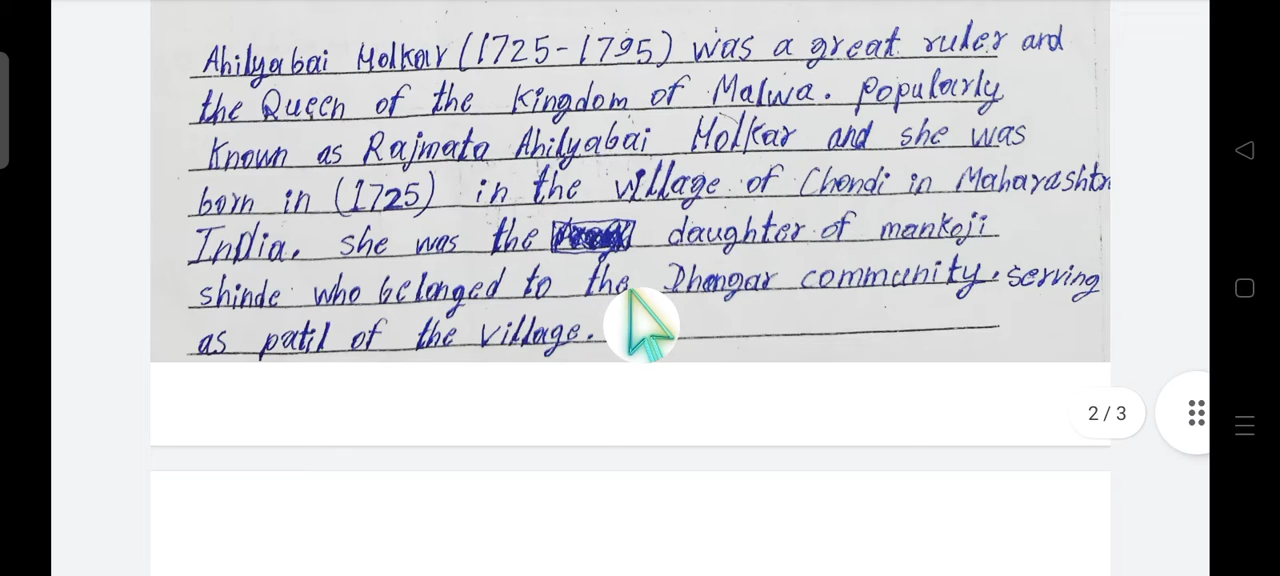 Ahilyabai Holkar (1725-1795) was a great ruler and
the Queen of the Kingdom of Malwa. Popularly
Known as Rajmata Ahilyabai Holkar and she was
born in (1725) in the village of Chondi in Maharashtra
India. she was the daughter of mankoji
shinde who belonged to the Dhangar community. serving
as patil of the village.
2 / 3